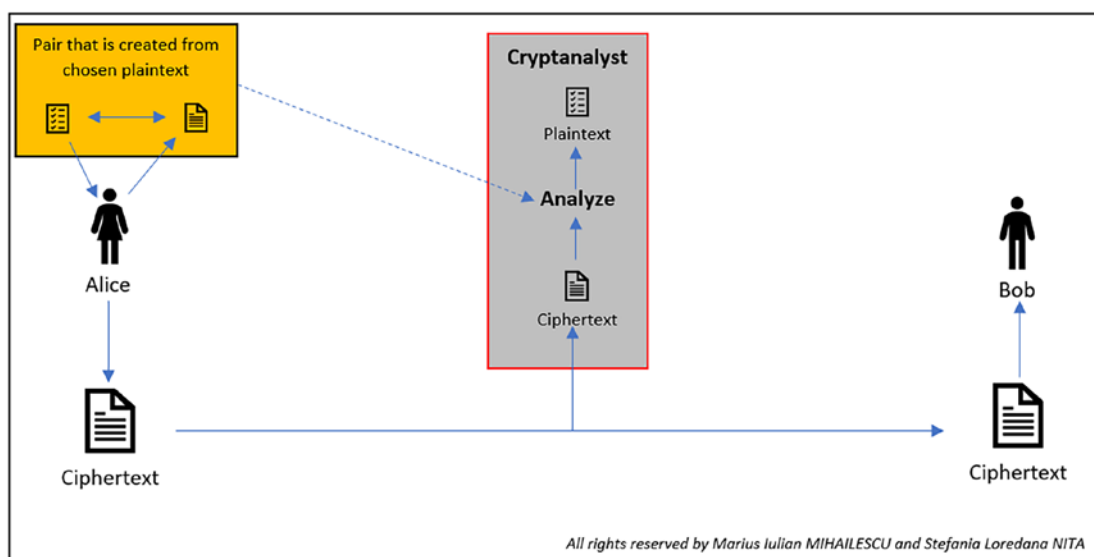 Pair that is created from
chosen plaintext
Cryptanalyst
Plaintext
Analyze
Ciphertext
Alice
Bob
Ciphertext
Ciphertext
All rights reserved by Marius Iulian MIHAILESCU and Stefania Loredana NITA